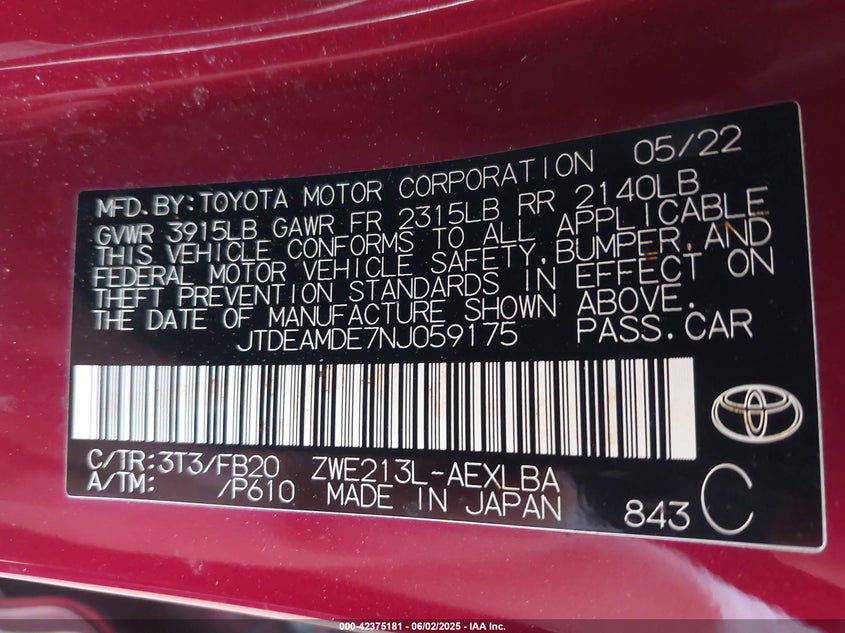 MFD.BY:TOYOTA MOTOR CORPORATION 05/22
GVWR 3915LB GAWR FR 2315LB RR 2140LB
THIS VEHICLE CONFORMS TO ALL APPLICABLE
FEDERAL MOTOR VEHICLE SAFETY,BUMPER,AND
THEFT PREVENTION STANDARDS IN EFFECT ON
THE DATE OF MANUFACTURE SHOWN ABOVE.
JTDEAMDE7NJ059175 PASS.CAR
C/TR:3T3/FB20 ZWE213L-AEXLBA
A/TM: /P610 MADE IN JAPAN
843 C
000-42375181 - 06/02/2025 - IAA Inc.